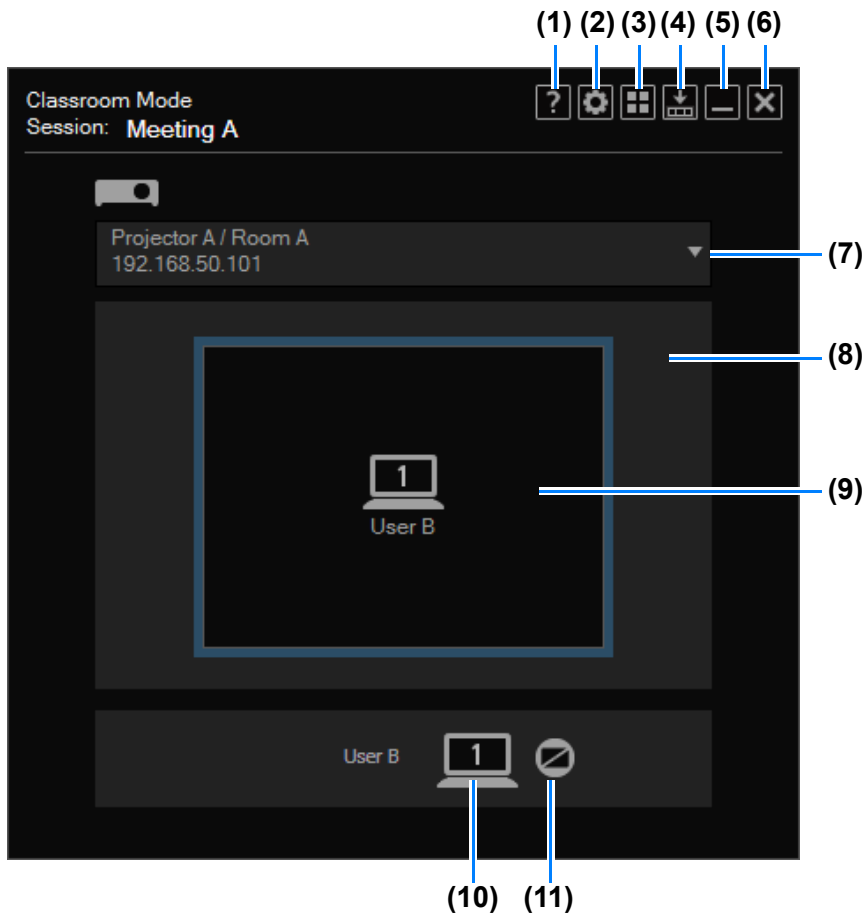 (1) (2) (3) (4) (5) (6)
?
Classroom Mode
Session: Meeting A
Projector A / Room A
192.168.50.101
(7)
(8)
1
User B
(9)
User B 1
(10) (11)